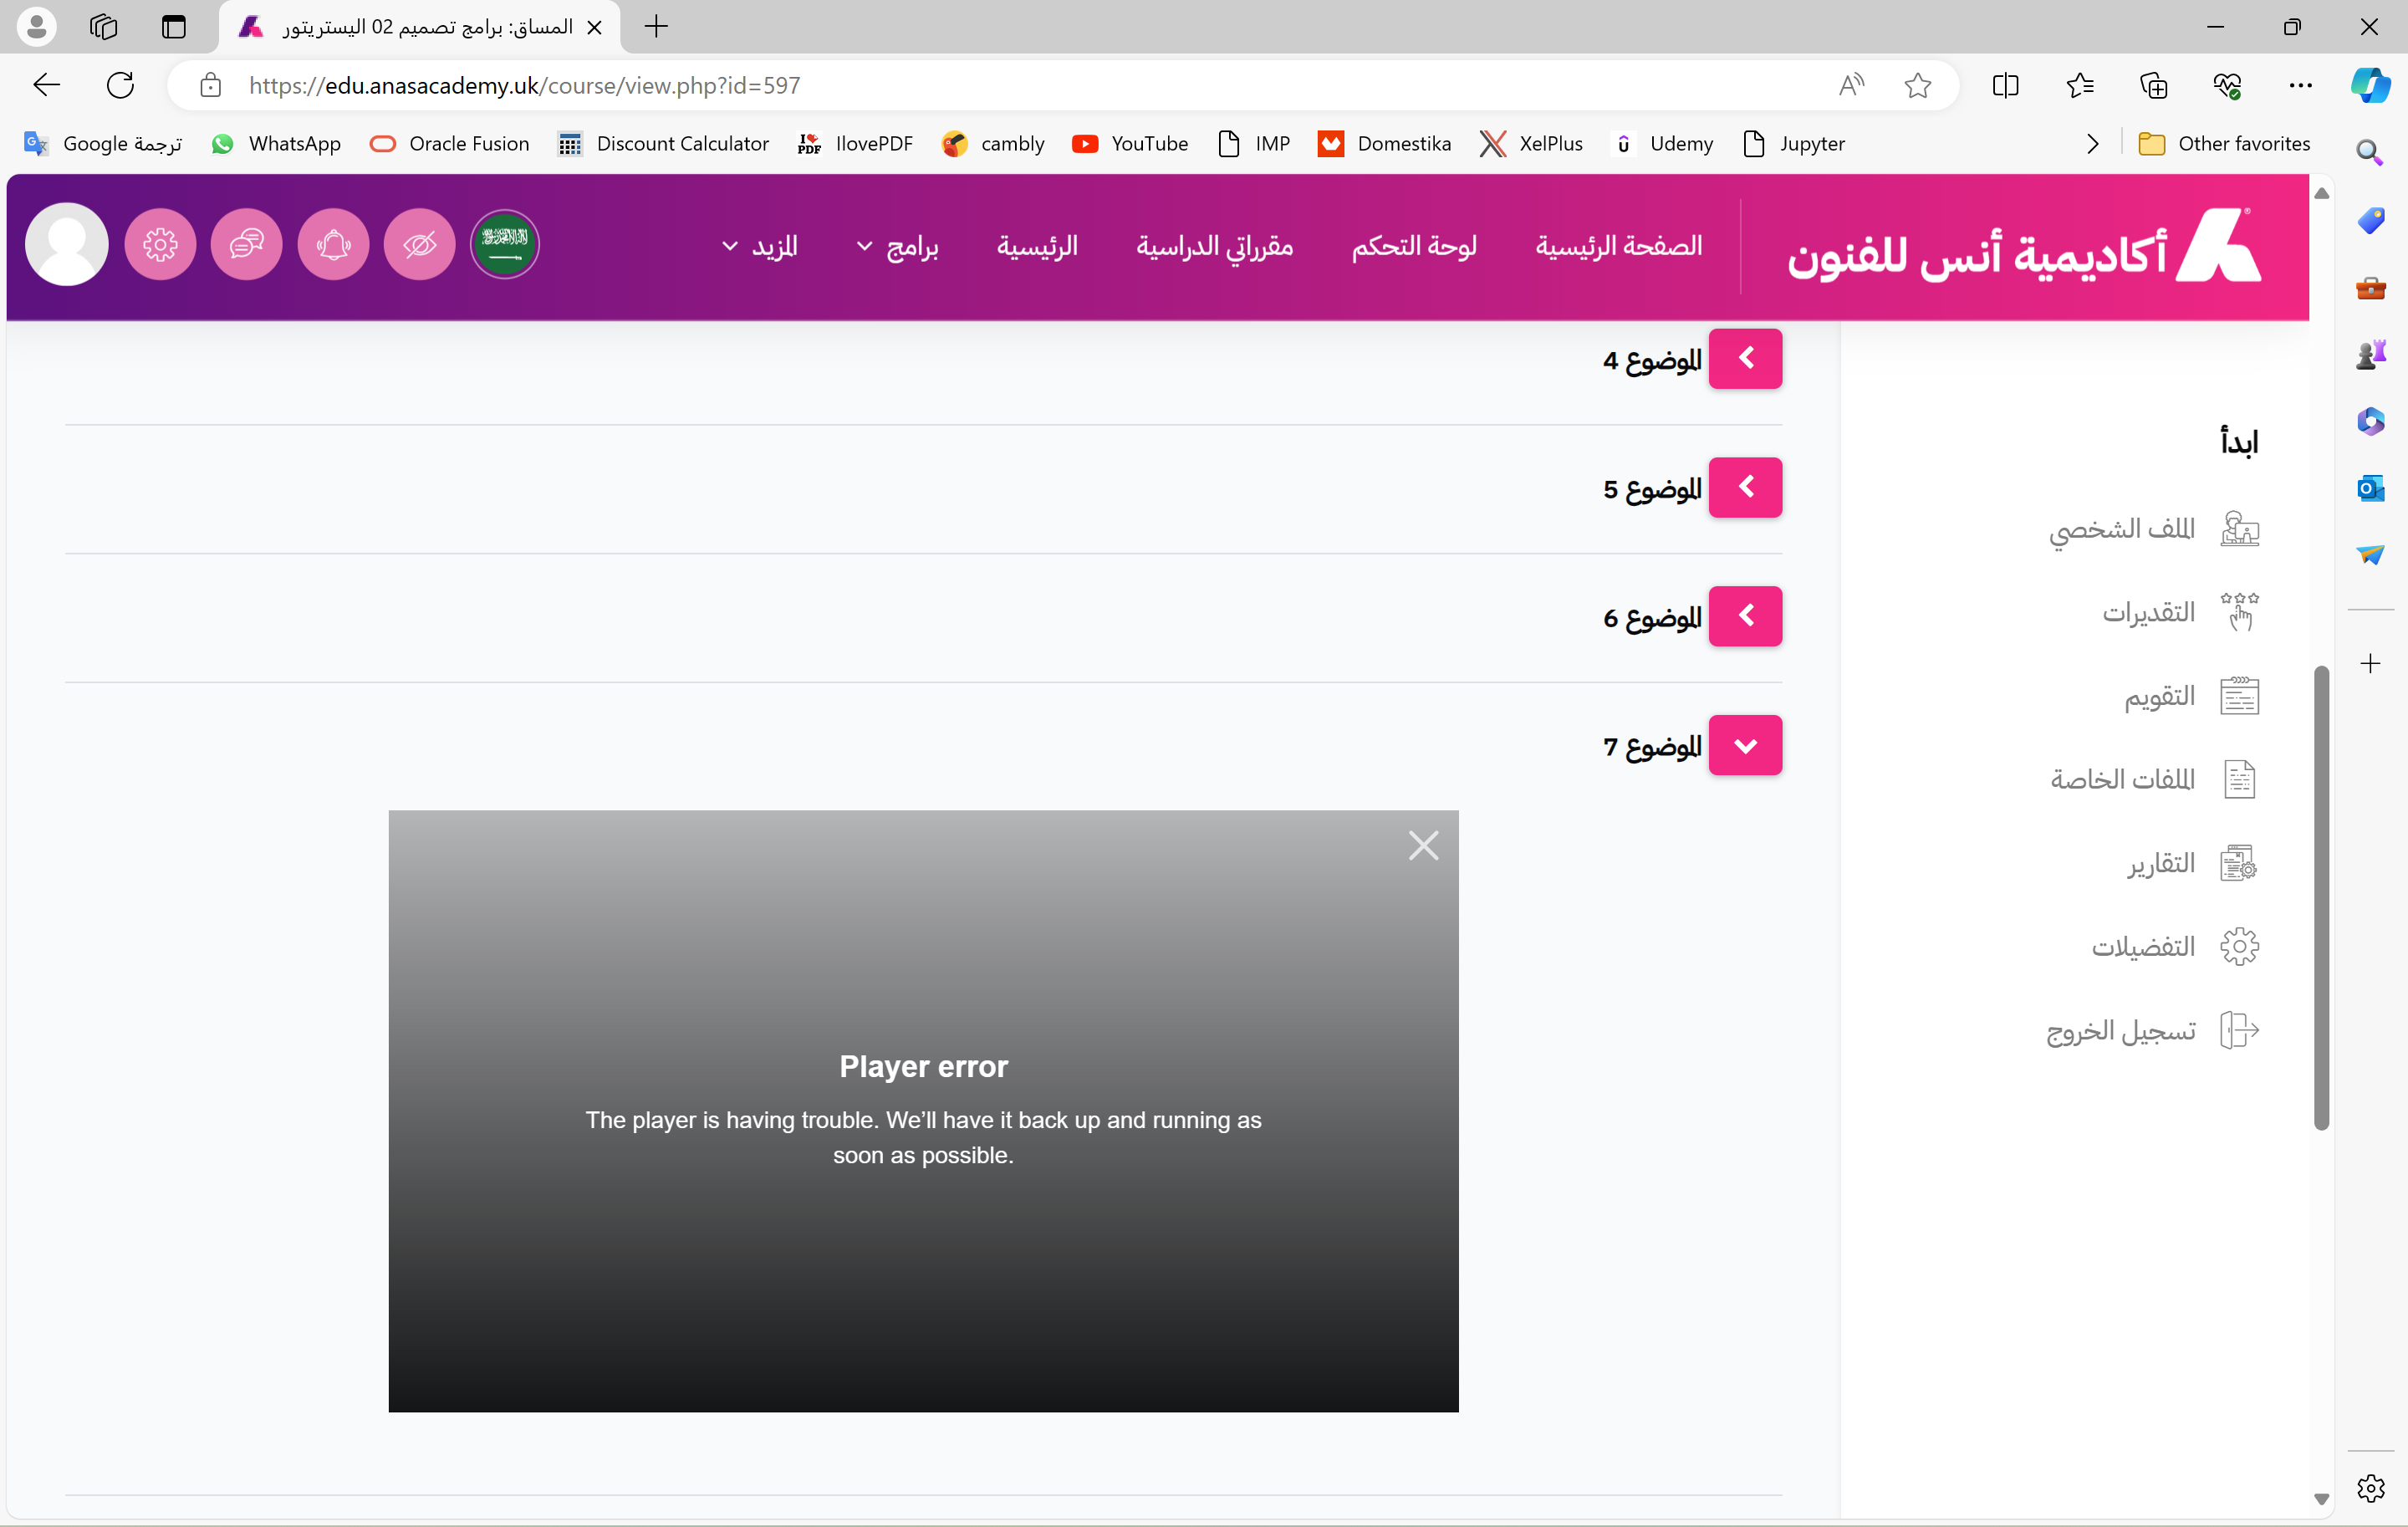 المساق: برامج تصميم 02 اليستريتور
https://edu.anasacademy.uk/course/view.php?id=597
ترجمة Google
WhatsApp
Oracle Fusion
Discount Calculator
IlovePDF
cambly
YouTube
IMP
Domestika
XelPlus
Udemy
Jupyter
Other favorites
أكاديمية أنس للفنون
الصفحة الرئيسية
لوحة التحكم
مقرراتي الدراسية
الرئيسية
برامج
المزيد
الموضوع 4
الموضوع 5
الموضوع 6
الموضوع 7
Player error
The player is having trouble. We’ll have it back up and running as
soon as possible.
ابدأ
الملف الشخصي
التقديرات
التقويم
الملفات الخاصة
التقارير
التفضيلات
تسجيل الخروج